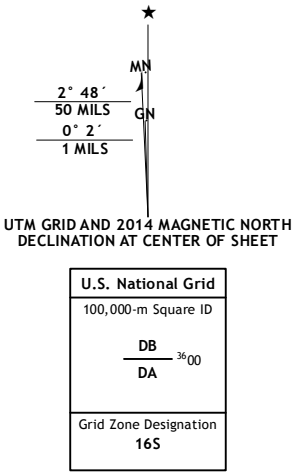 ★
MN
2° 48´
50 MILS
GN
0° 2´
1 MILS
UTM GRID AND 2014 MAGNETIC NORTH
DECLINATION AT CENTER OF SHEET
U.S. National Grid
100,000-m Square ID
DB
3600
DA
Grid Zone Designation
16S